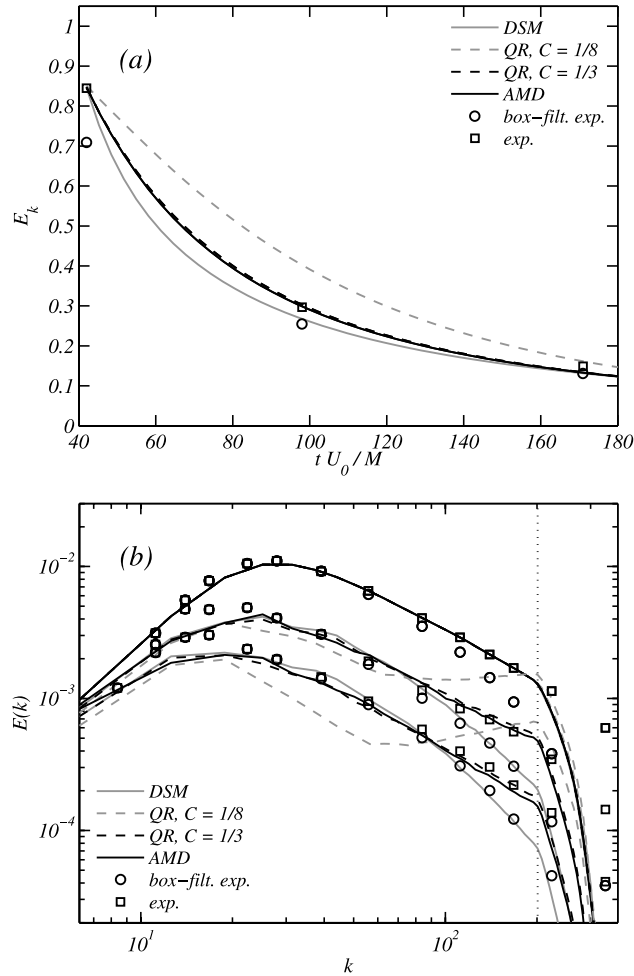 1
0.9
0.8
0.7
0.6
0.5
0.4
0.3
0.2
0.1
0
E_k
(a)
DSM
QR, C = 1/8
QR, C = 1/3
AMD
box−filt. exp.
exp.
40 60 80 100 120 140 160 180
t U_0 / M
10^−2
10^−3
10^−4
E(k)
(b)
DSM
QR, C = 1/8
QR, C = 1/3
AMD
box−filt. exp.
exp.
10^1 10^2
k